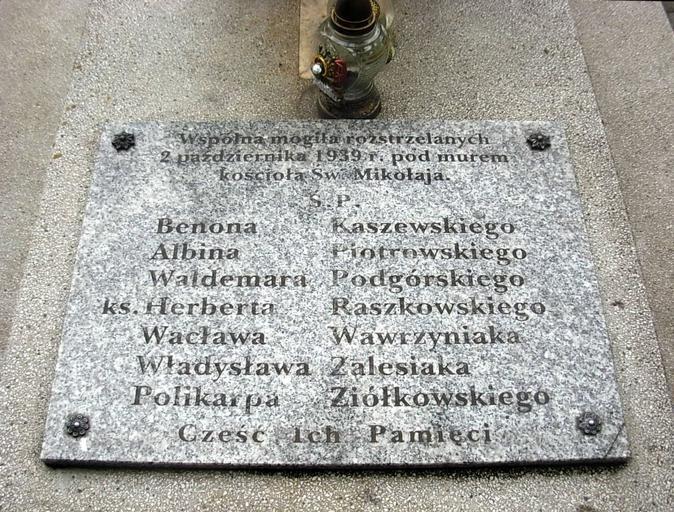 Wspólna mogiła rozstrzelanych
2 października 1939 r. pod murem
kościoła Św. Mikołaja.
Ś.P.
Benona Kaszewskiego
Albina Piotrowskiego
Waldemara Podgórskiego
ks. Herberta Raszkowskiego
Wacława Wawrzyniaka
Władysława Zalesiaka
Polikarpa Ziółkowskiego
Cześć Ich Pamięci